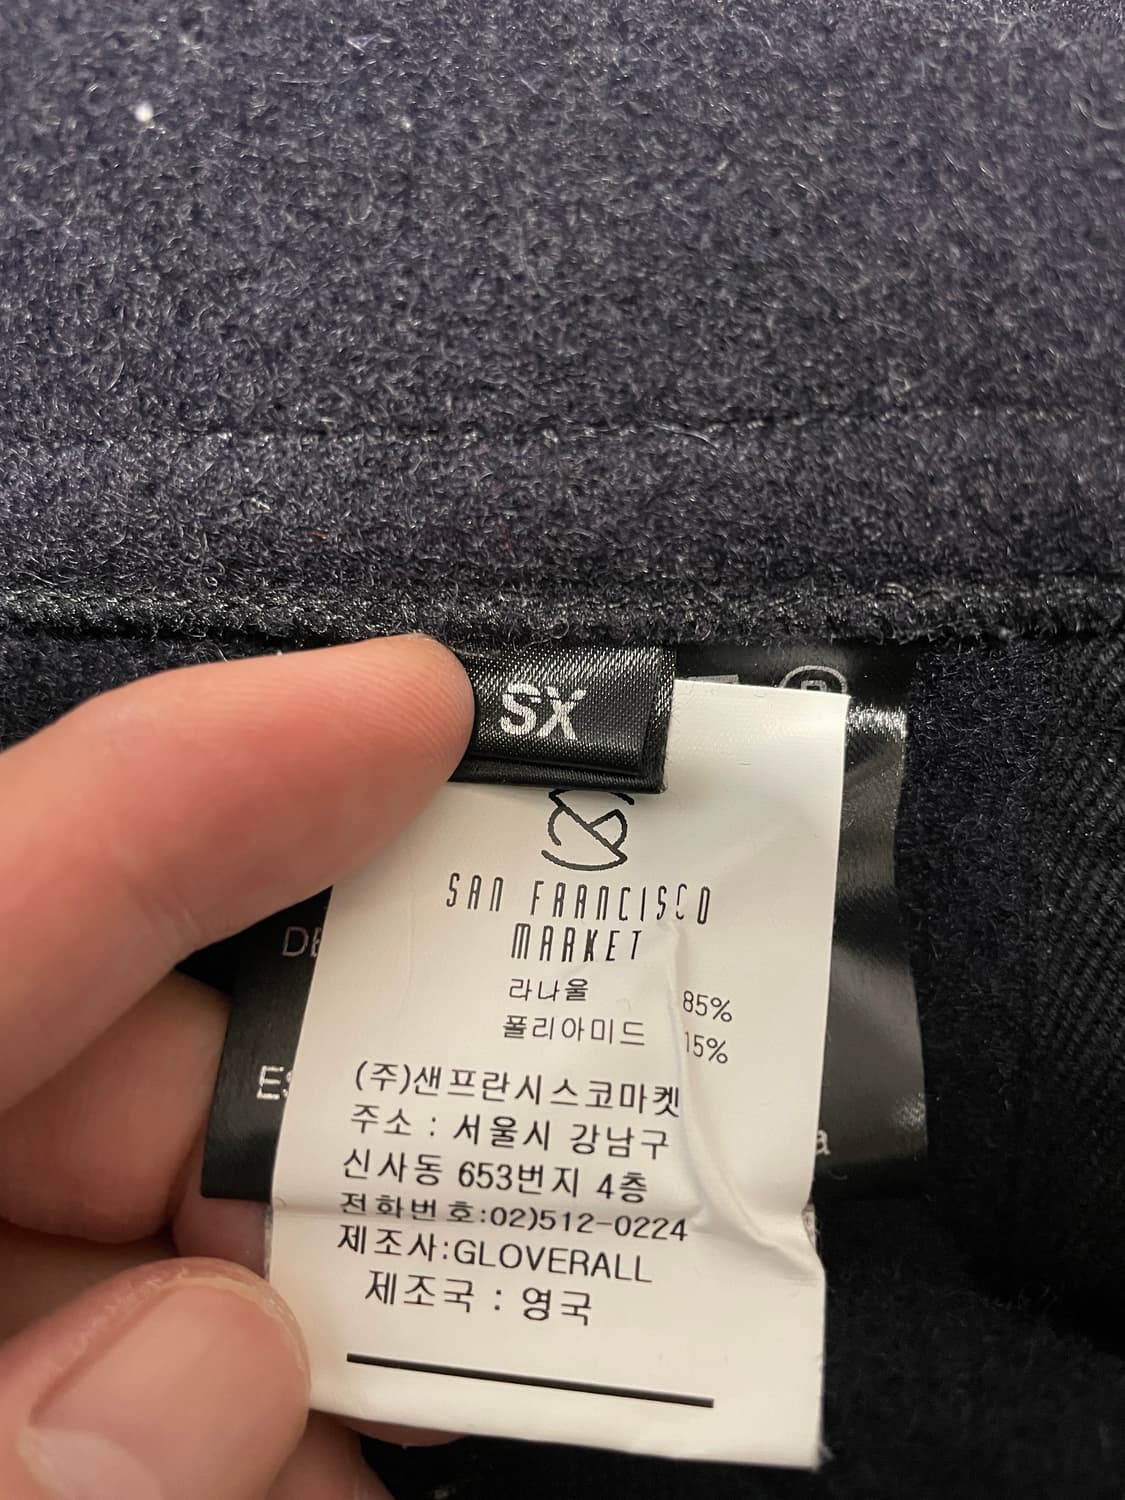 XS
SAN FRANCISCO
MARKET
라나울 85%
폴리아미드 15%
(주)샌프란시스코마켓
주소 : 서울시 강남구
신사동 653번지 4층
전화번호:02)512-0224
제조사:GLOVERALL
제조국 : 영국